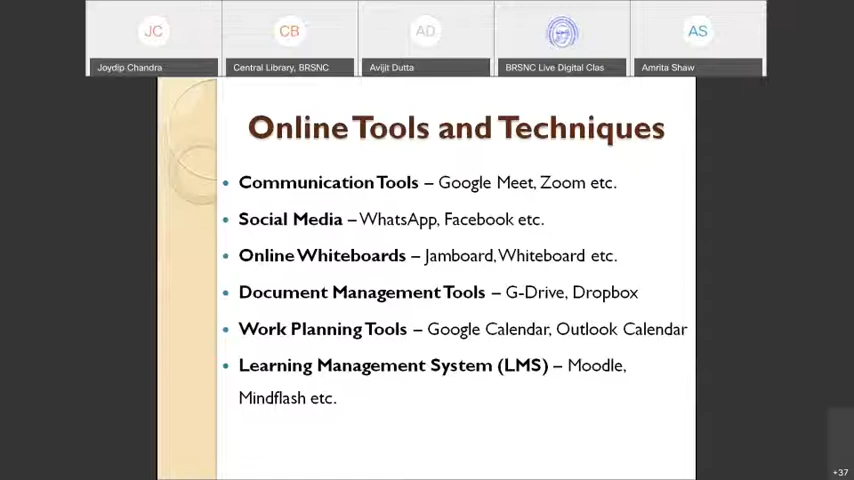 JC
CB
AD
AS
Joydip Chandra
Central Library, BRSNC
Avijit Dutta
BRSNC Live Digital Clas
Amrita Shaw
Online Tools and Techniques
• Communication Tools – Google Meet, Zoom etc.
• Social Media – WhatsApp, Facebook etc.
• Online Whiteboards – Jamboard, Whiteboard etc.
• Document Management Tools – G-Drive, Dropbox
• Work Planning Tools – Google Calendar, Outlook Calendar
• Learning Management System (LMS) – Moodle,
Mindflash etc.
+37